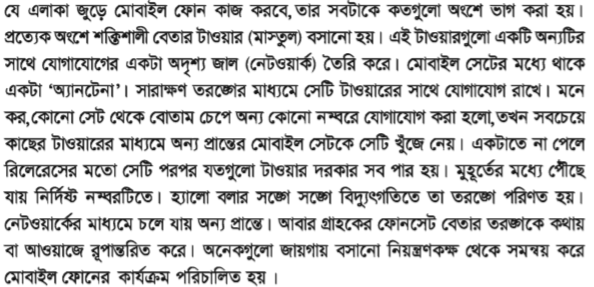 যে এলাকা জুড়ে মোবাইল ফোন কাজ করবে, তার সবটাকে কতগুলো অংশে ভাগ করা হয়।
প্রত্যেক অংশে শক্তিশালী বেতার টাওয়ার (মাস্তুল) বসানো হয়। এই টাওয়ারগুলো একটি অন্যটির
সাথে যোগাযোগের একটা অদৃশ্য জাল (নেটওয়ার্ক) তৈরি করে। মোবাইল সেটের মধ্যে থাকে
একটা ‘অ্যানটেনা’। সারাক্ষণ তরঙ্গের মাধ্যমে সেটি টাওয়ারের সাথে যোগাযোগ রাখে। মনে
কর, কোনো সেট থেকে বোতাম চেপে অন্য কোনো নম্বরে যোগাযোগ করা হলো, তখন সবচেয়ে
কাছের টাওয়ারের মাধ্যমে অন্য প্রান্তের মোবাইল সেটকে সেটি খুঁজে নেয়। একটাতে না পেলে
রিলেরেসের মতো সেটি পরপর যতগুলো টাওয়ার দরকার সব পার হয়। মুহূর্তের মধ্যে পৌঁছে
যায় নির্দিষ্ট নম্বরটিতে। হ্যালো বলার সঙ্গে সঙ্গে বিদ্যুৎগতিতে তা তরঙ্গে পরিণত হয়।
নেটওয়ার্কের মাধ্যমে চলে যায় অন্য প্রান্তে। আবার গ্রাহকের ফোনসেট বেতার তরঙ্গকে কথায়
বা আওয়াজে রূপান্তরিত করে। অনেকগুলো জায়গায় বসানো নিয়ন্ত্রণকক্ষ থেকে সমন্বয় করে
মোবাইল ফোনের কার্যক্রম পরিচালিত হয় ।